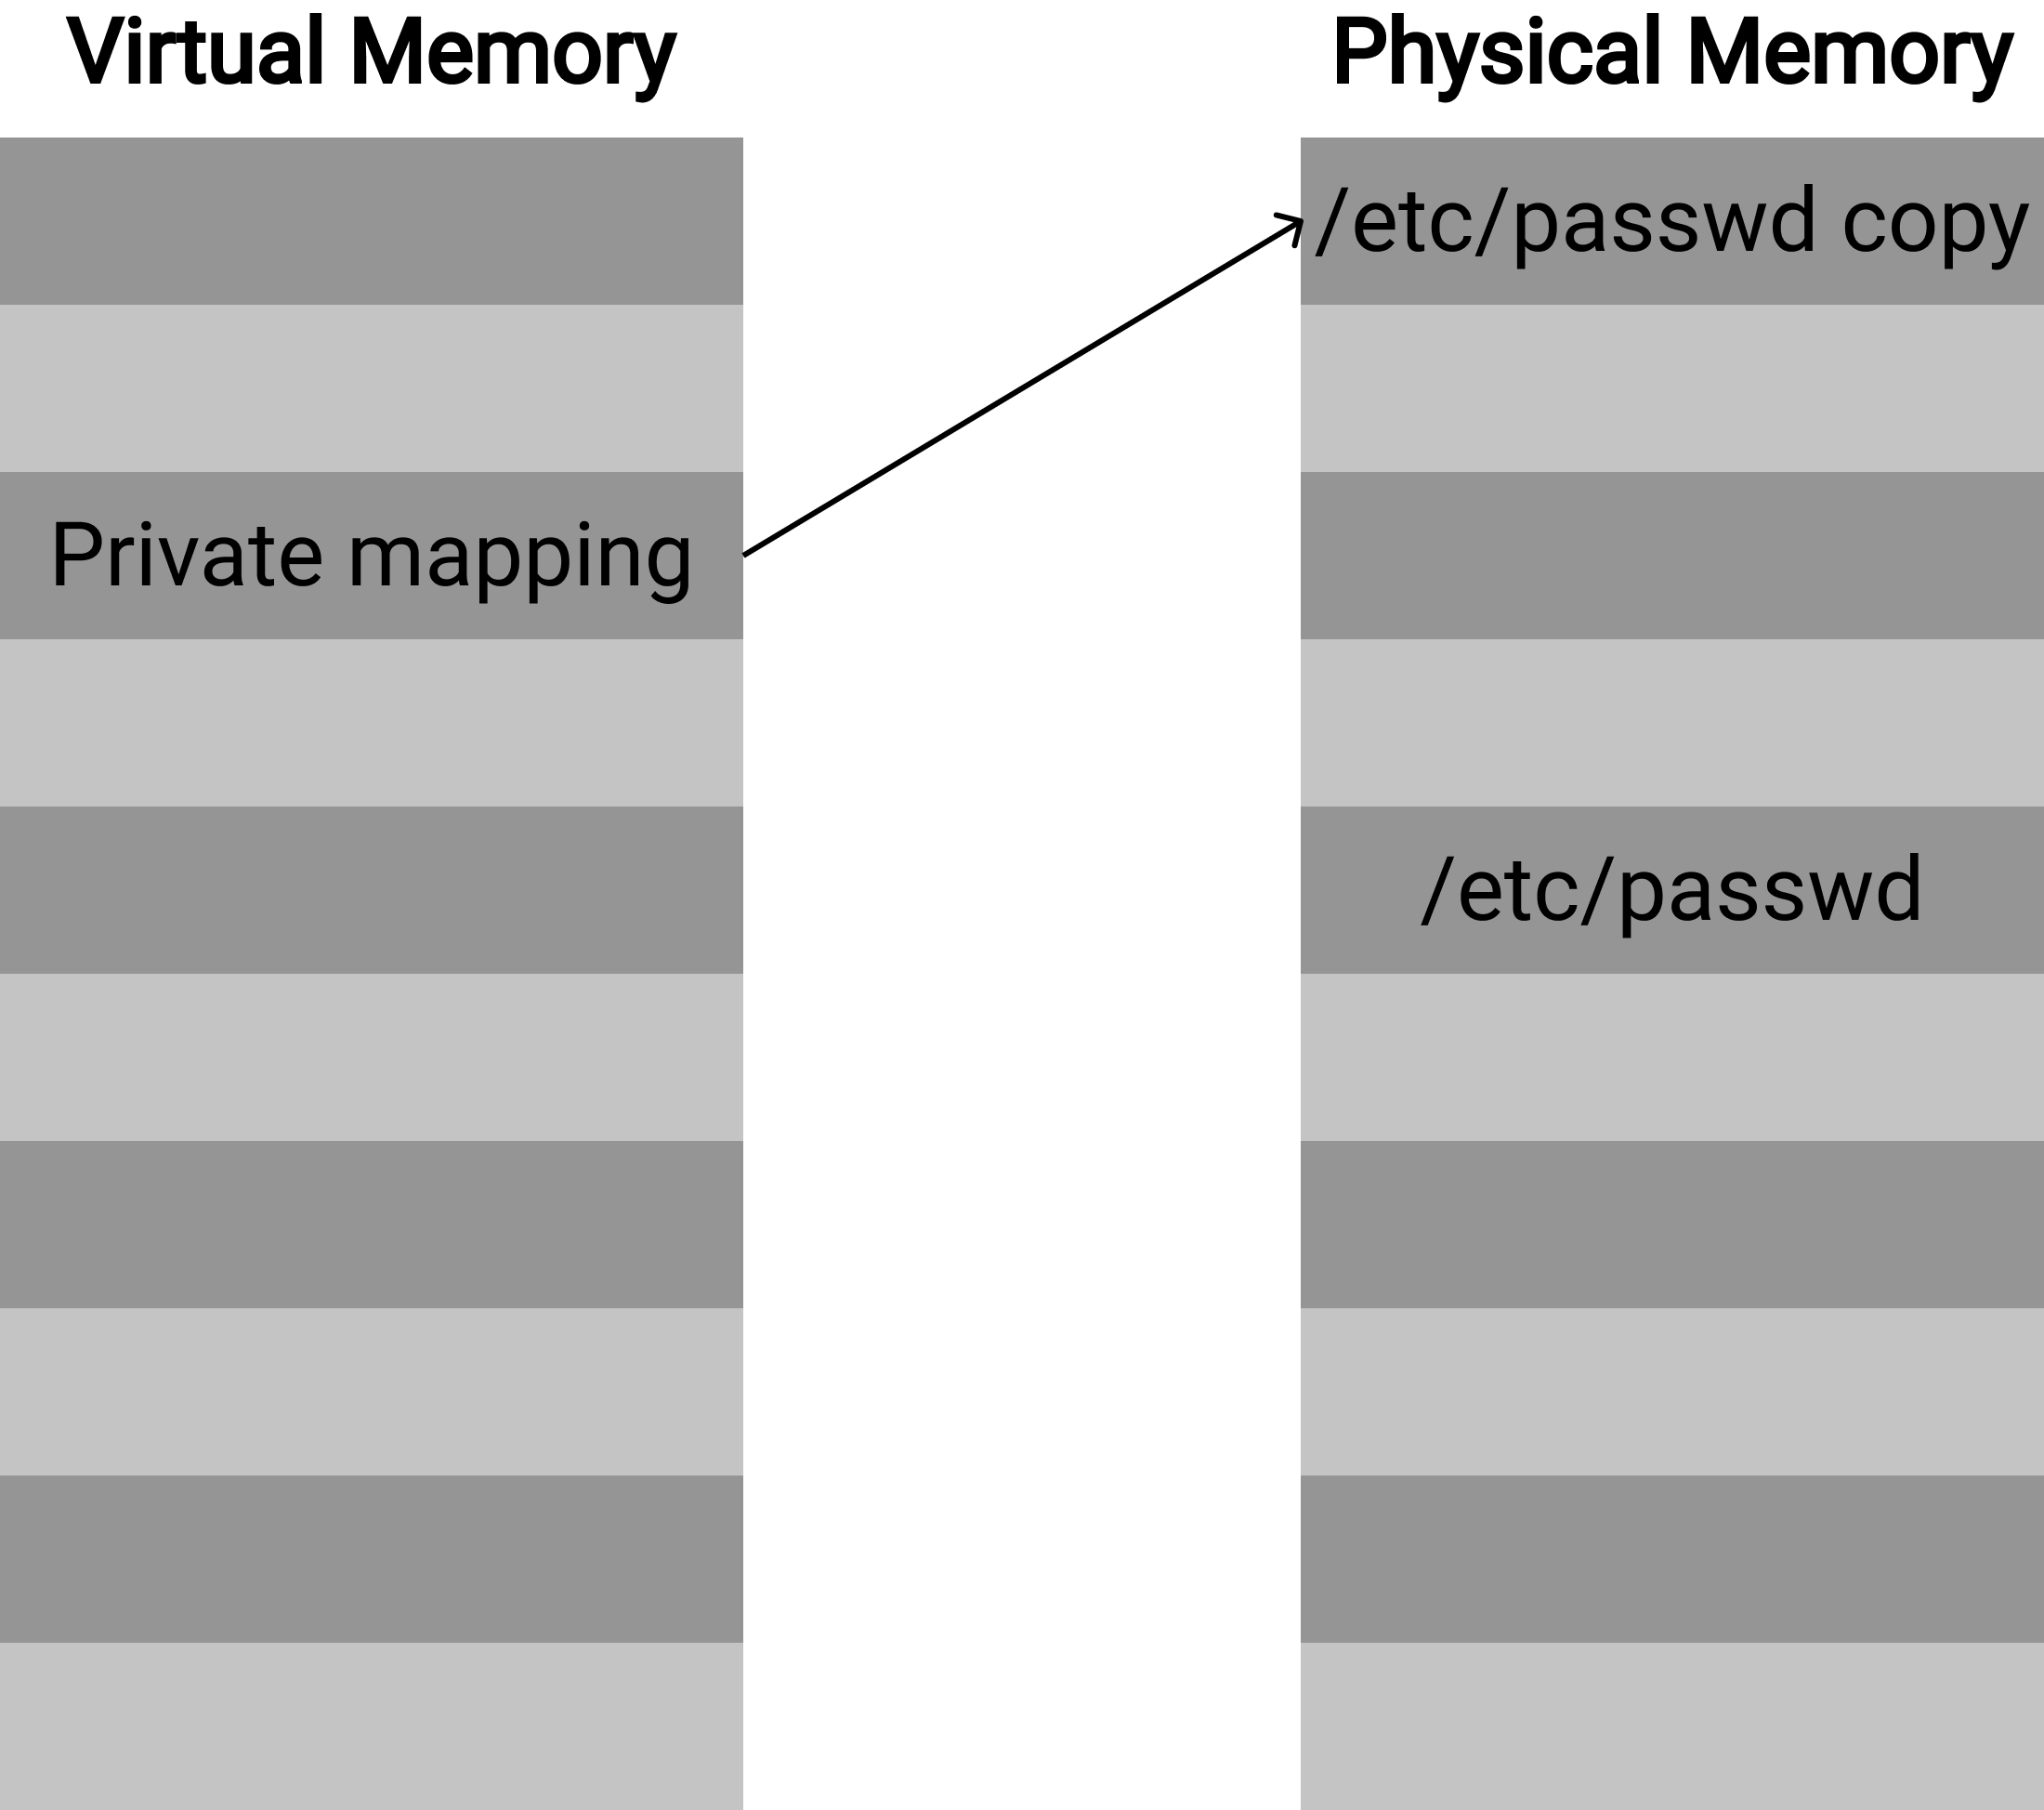 Virtual Memory
Physical Memory
/etc/passwd copy
Private mapping
/etc/passwd